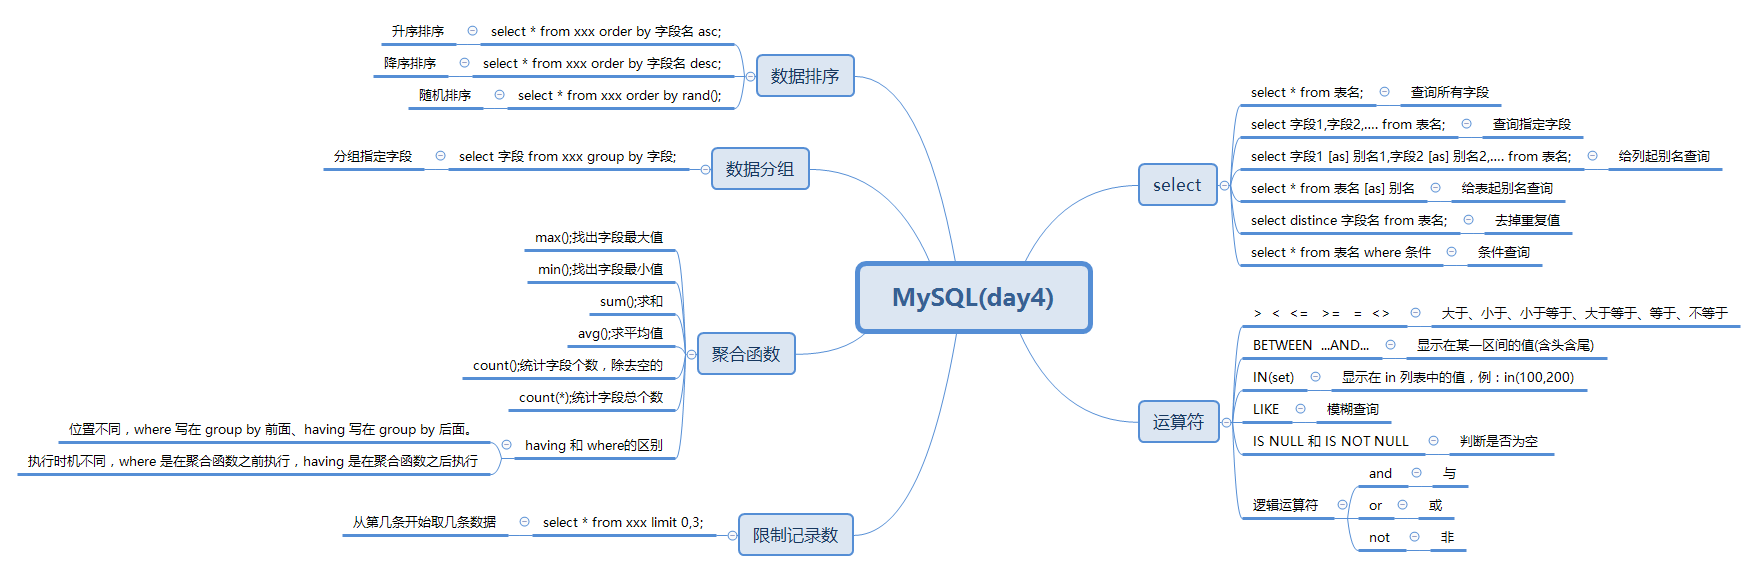 MySQL(day4)
select
select * from 表名;
查询所有字段
select 字段1,字段2,.... from 表名;
查询指定字段
select 字段1 [as] 别名1,字段2 [as] 别名2,.... from 表名;
给列起别名查询
select * from 表名 [as] 别名
给表起别名查询
select distince 字段名 from 表名;
去掉重复值
select * from 表名 where 条件
条件查询
运算符
> < <= >= = <>
大于、小于、小于等于、大于等于、等于、不等于
BETWEEN ...AND...
显示在某一区间的值(含头含尾)
IN(set)
显示在 in 列表中的值，例：in(100,200)
LIKE
模糊查询
IS NULL 和 IS NOT NULL
判断是否为空
逻辑运算符
and
与
or
或
not
非
数据排序
select * from xxx order by 字段名 asc;
升序排序
select * from xxx order by 字段名 desc;
降序排序
select * from xxx order by rand();
随机排序
数据分组
select 字段 from xxx group by 字段;
分组指定字段
聚合函数
max();找出字段最大值
min();找出字段最小值
sum();求和
avg();求平均值
count();统计字段个数，除去空的
count(*);统计字段总个数
having 和 where的区别
位置不同，where 写在 group by 前面、having 写在 group by 后面。
执行时机不同，where 是在聚合函数之前执行，having 是在聚合函数之后执行
限制记录数
select * from xxx limit 0,3;
从第几条开始取几条数据